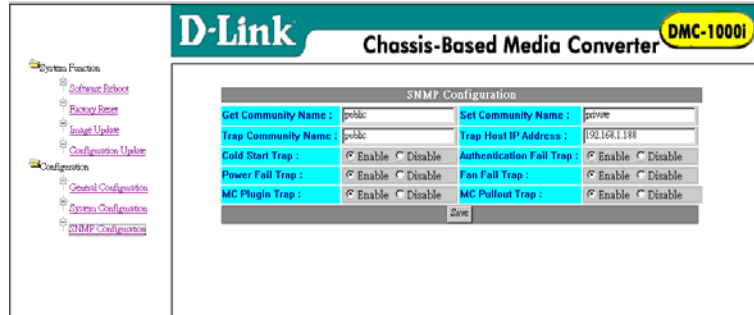 D-Link
Chassis-Based Media Converter
DMC-1000i
System Function
Software Reboot
Factory Reset
Image Update
Configuration Update
Configuration
General Configuration
System Configuration
SNMP Configuration
SNMP Configuration
Get Community Name : public Set Community Name : private
Trap Community Name : public Trap Host IP Address : 192.168.1.188
Cold Start Trap : Enable Disable Authentication Fail Trap : Enable Disable
Power Fail Trap : Enable Disable Fan Fail Trap : Enable Disable
MC Plugin Trap : Enable Disable MC Pullout Trap : Enable Disable
Save